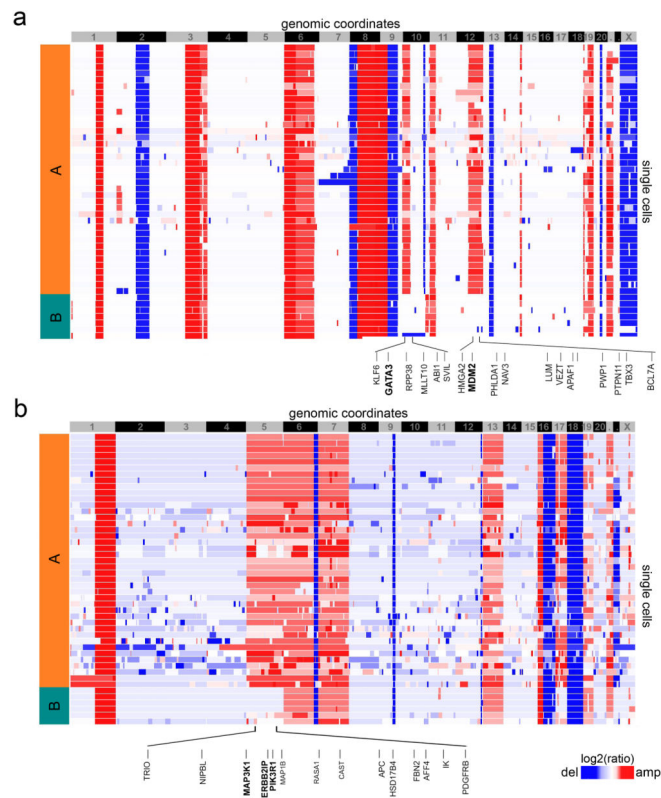 a
genomic coordinates
1 2 3 4 5 6 7 8 9 10 11 12 13 14 15 16 17 18 19 20 X
A
B
single cells
KLF6 GATA3 RPP38 MLLT10 ABI1 SVIL HMGA2 MDM2 PHLDA1 NAV3 LUM VEZT APAF1 PWP1 PTPN11 TBX3 BCL7A
b
genomic coordinates
1 2 3 4 5 6 7 8 9 10 11 12 13 14 15 16 17 18 19 20 X
A
B
single cells
TRIO NIPBL MAP3K1 ERBB2IP PIK3R1 MAP1B RASA1 CAST APC HSD17B4 FBN2 AFF4 IK PDGFRB
log2(ratio)
del amp